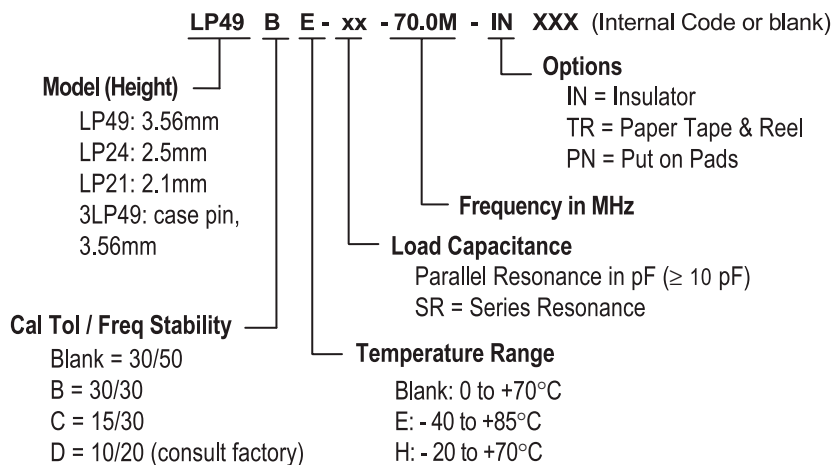 LP49 B E - xx - 70.0M - IN XXX (Internal Code or blank)
Options
IN = Insulator
TR = Paper Tape & Reel
PN = Put on Pads
Model (Height)
LP49: 3.56mm
LP24: 2.5mm
LP21: 2.1mm
3LP49: case pin,
3.56mm
Frequency in MHz
Load Capacitance
Parallel Resonance in pF (≥ 10 pF)
SR = Series Resonance
Cal Tol / Freq Stability
Blank = 30/50
B = 30/30
C = 15/30
D = 10/20 (consult factory)
Temperature Range
Blank: 0 to +70°C
E: - 40 to +85°C
H: - 20 to +70°C